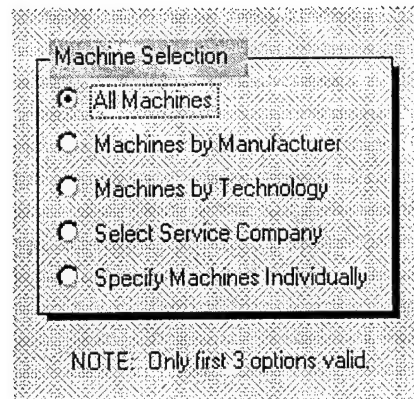 Machine Selection
All Machines
Machines by Manufacturer
Machines by Technology
Select Service Company
Specify Machines Individually
NOTE: Only first 3 options valid.